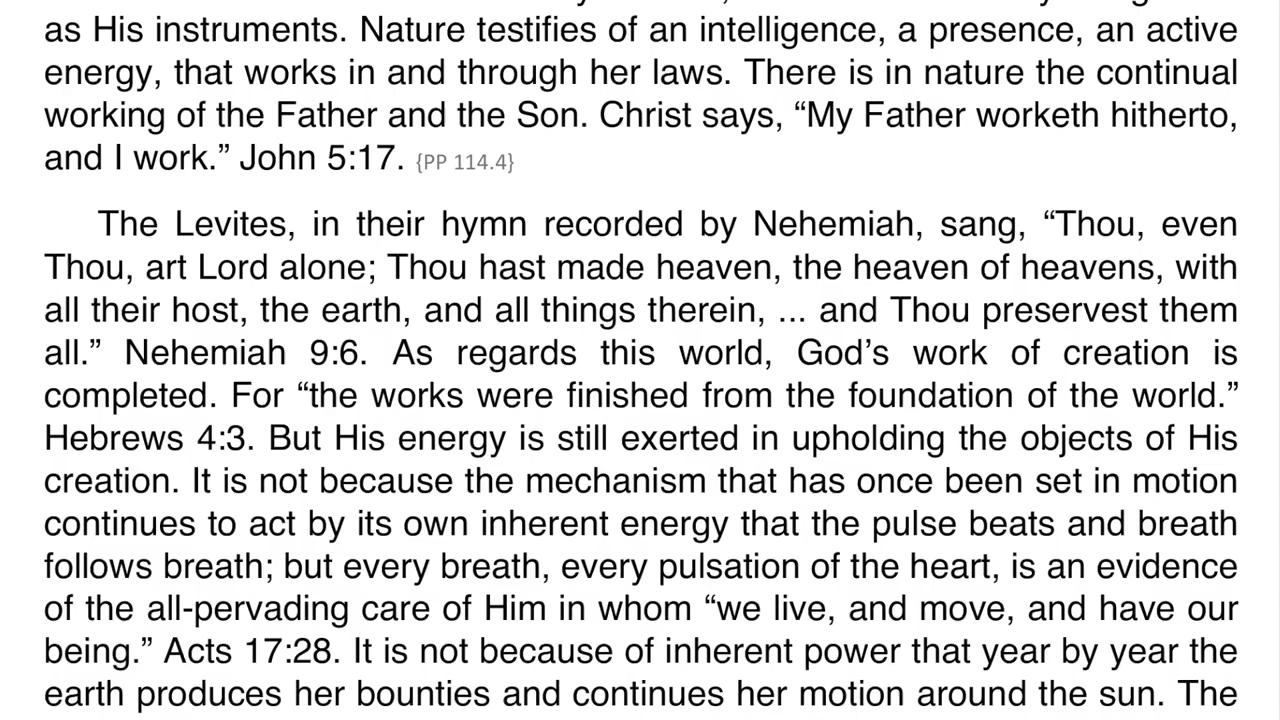 as His instruments. Nature testifies of an intelligence, a presence, an active
energy, that works in and through her laws. There is in nature the continual
working of the Father and the Son. Christ says, “My Father worketh hitherto,
and I work.” John 5:17. {PP 114.4}
The Levites, in their hymn recorded by Nehemiah, sang, “Thou, even
Thou, art Lord alone; Thou hast made heaven, the heaven of heavens, with
all their host, the earth, and all things therein, ... and Thou preservest them
all.” Nehemiah 9:6. As regards this world, God’s work of creation is
completed. For “the works were finished from the foundation of the world.”
Hebrews 4:3. But His energy is still exerted in upholding the objects of His
creation. It is not because the mechanism that has once been set in motion
continues to act by its own inherent energy that the pulse beats and breath
follows breath; but every breath, every pulsation of the heart, is an evidence
of the all-pervading care of Him in whom “we live, and move, and have our
being.” Acts 17:28. It is not because of inherent power that year by year the
earth produces her bounties and continues her motion around the sun. The